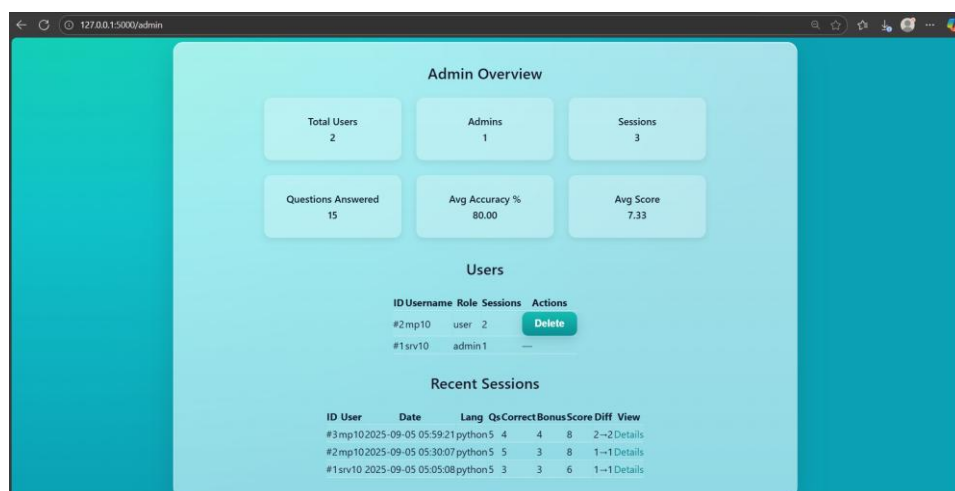 127.0.0.1:5000/admin
Admin Overview
Total Users Admins Sessions
2 1 3
Questions Answered Avg Accuracy % Avg Score
15 80.00 7.33
Users
ID Username Role Sessions Actions
#2 mp10 user 2 Delete
#1 srv10 admin 1 —
Recent Sessions
ID User Date Lang Qs Correct Bonus Score Diff View
#3 mp10 2025-09-05 05:59:21 python 5 4 4 8 2→2 Details
#2 mp10 2025-09-05 05:30:07 python 5 5 3 8 1→1 Details
#1 srv10 2025-09-05 05:05:08 python 5 3 3 6 1→1 Details